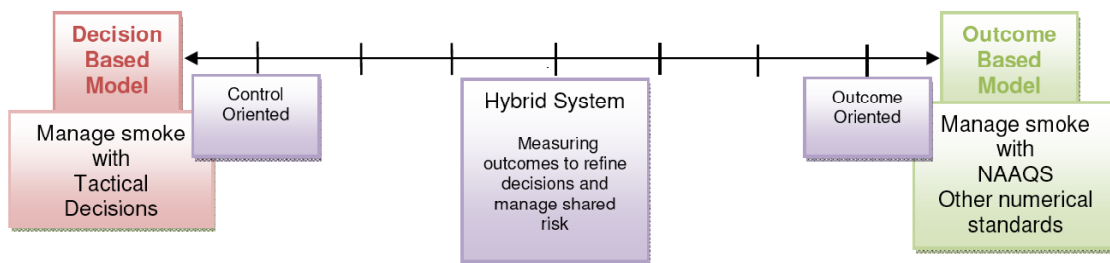 Decision
Based
Model
Manage smoke
with
Tactical
Decisions
Control
Oriented
Hybrid System
Measuring
outcomes to refine
decisions and
manage shared
risk
Outcome
Oriented
Outcome
Based
Model
Manage smoke
with
NAAQS
Other numerical
standards